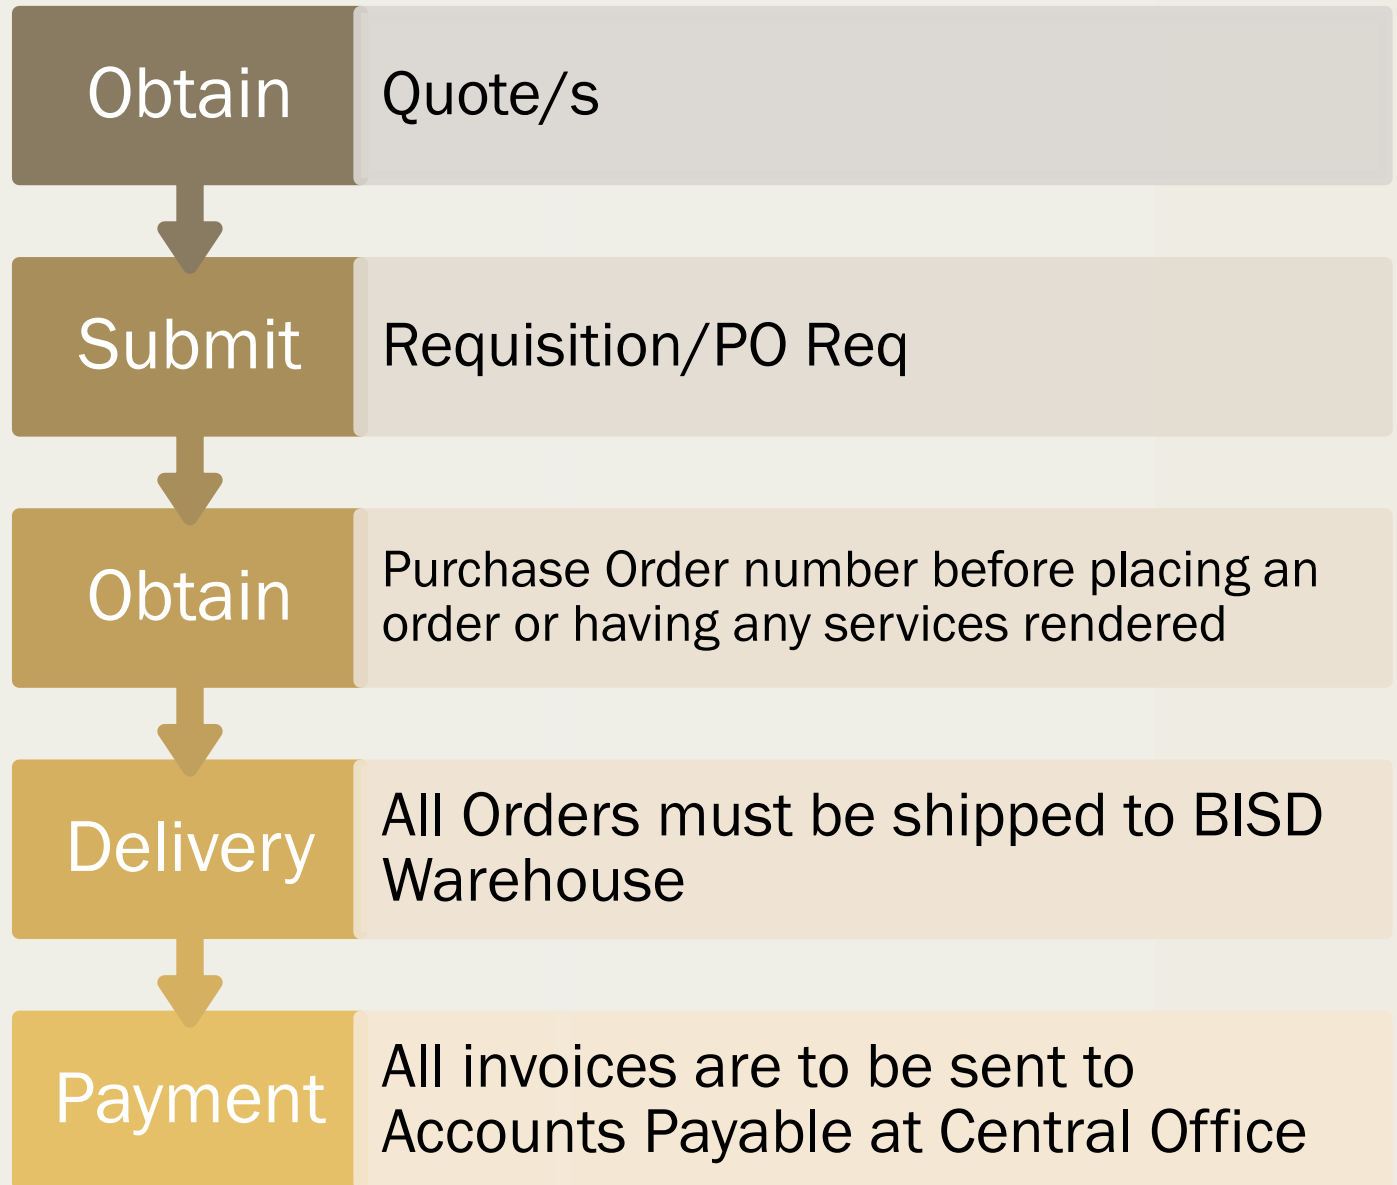 Obtain
Quote/s
Submit
Requisition/PO Req
Obtain
Purchase Order number before placing an
order or having any services rendered
Delivery
All Orders must be shipped to BISD
Warehouse
Payment
All invoices are to be sent to
Accounts Payable at Central Office